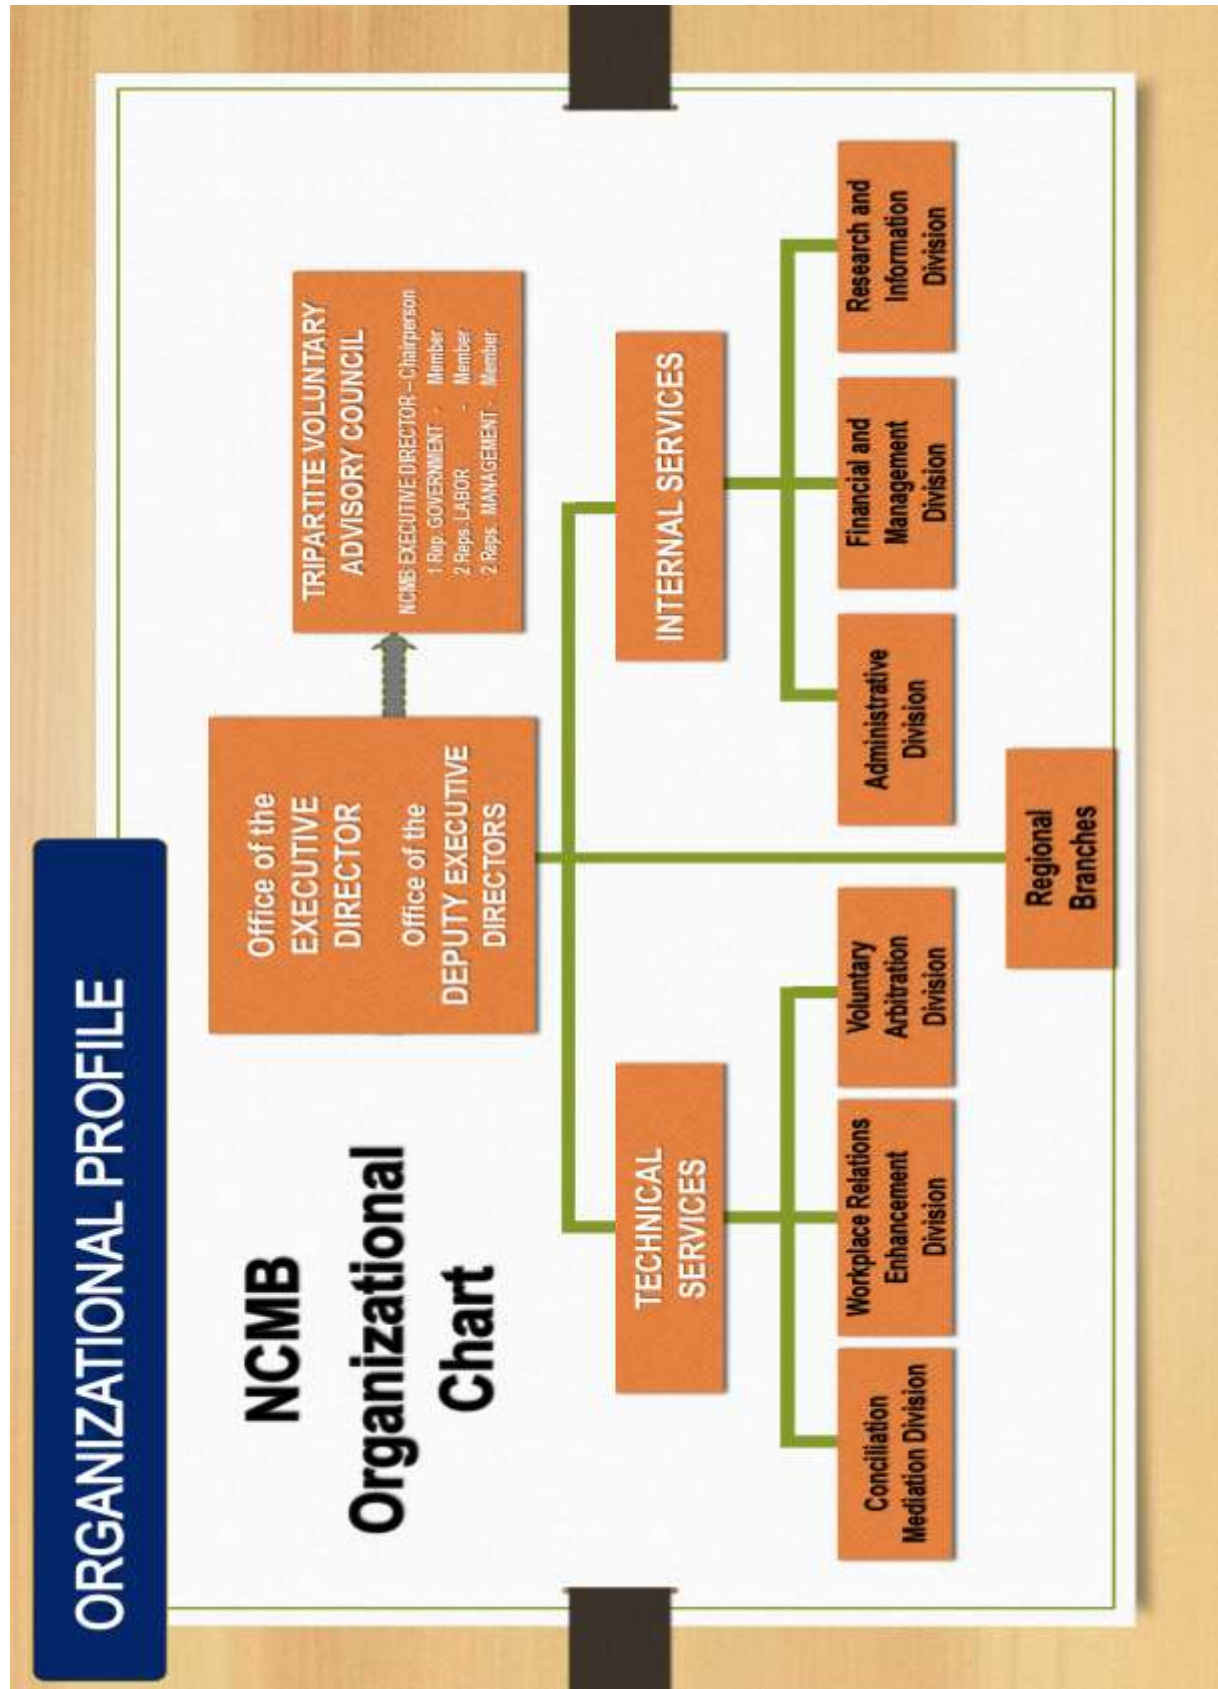 ORGANIZATIONAL PROFILE
NCMB
Organizational
Chart
Office of the
EXECUTIVE
DIRECTOR
Office of the
DEPUTY EXECUTIVE
DIRECTORS
TRIPARTITE VOLUNTARY
ADVISORY COUNCIL
NCMB EXECUTIVE DIRECTOR – Chairperson
1 Rep. GOVERNMENT - Member
2 Reps. LABOR - Member
2 Reps. MANAGEMENT - Member
TECHNICAL
SERVICES
INTERNAL SERVICES
Conciliation
Mediation Division
Workplace Relations
Enhancement
Division
Voluntary
Arbitration
Division
Administrative
Division
Financial and
Management
Division
Research and
Information
Division
Regional
Branches